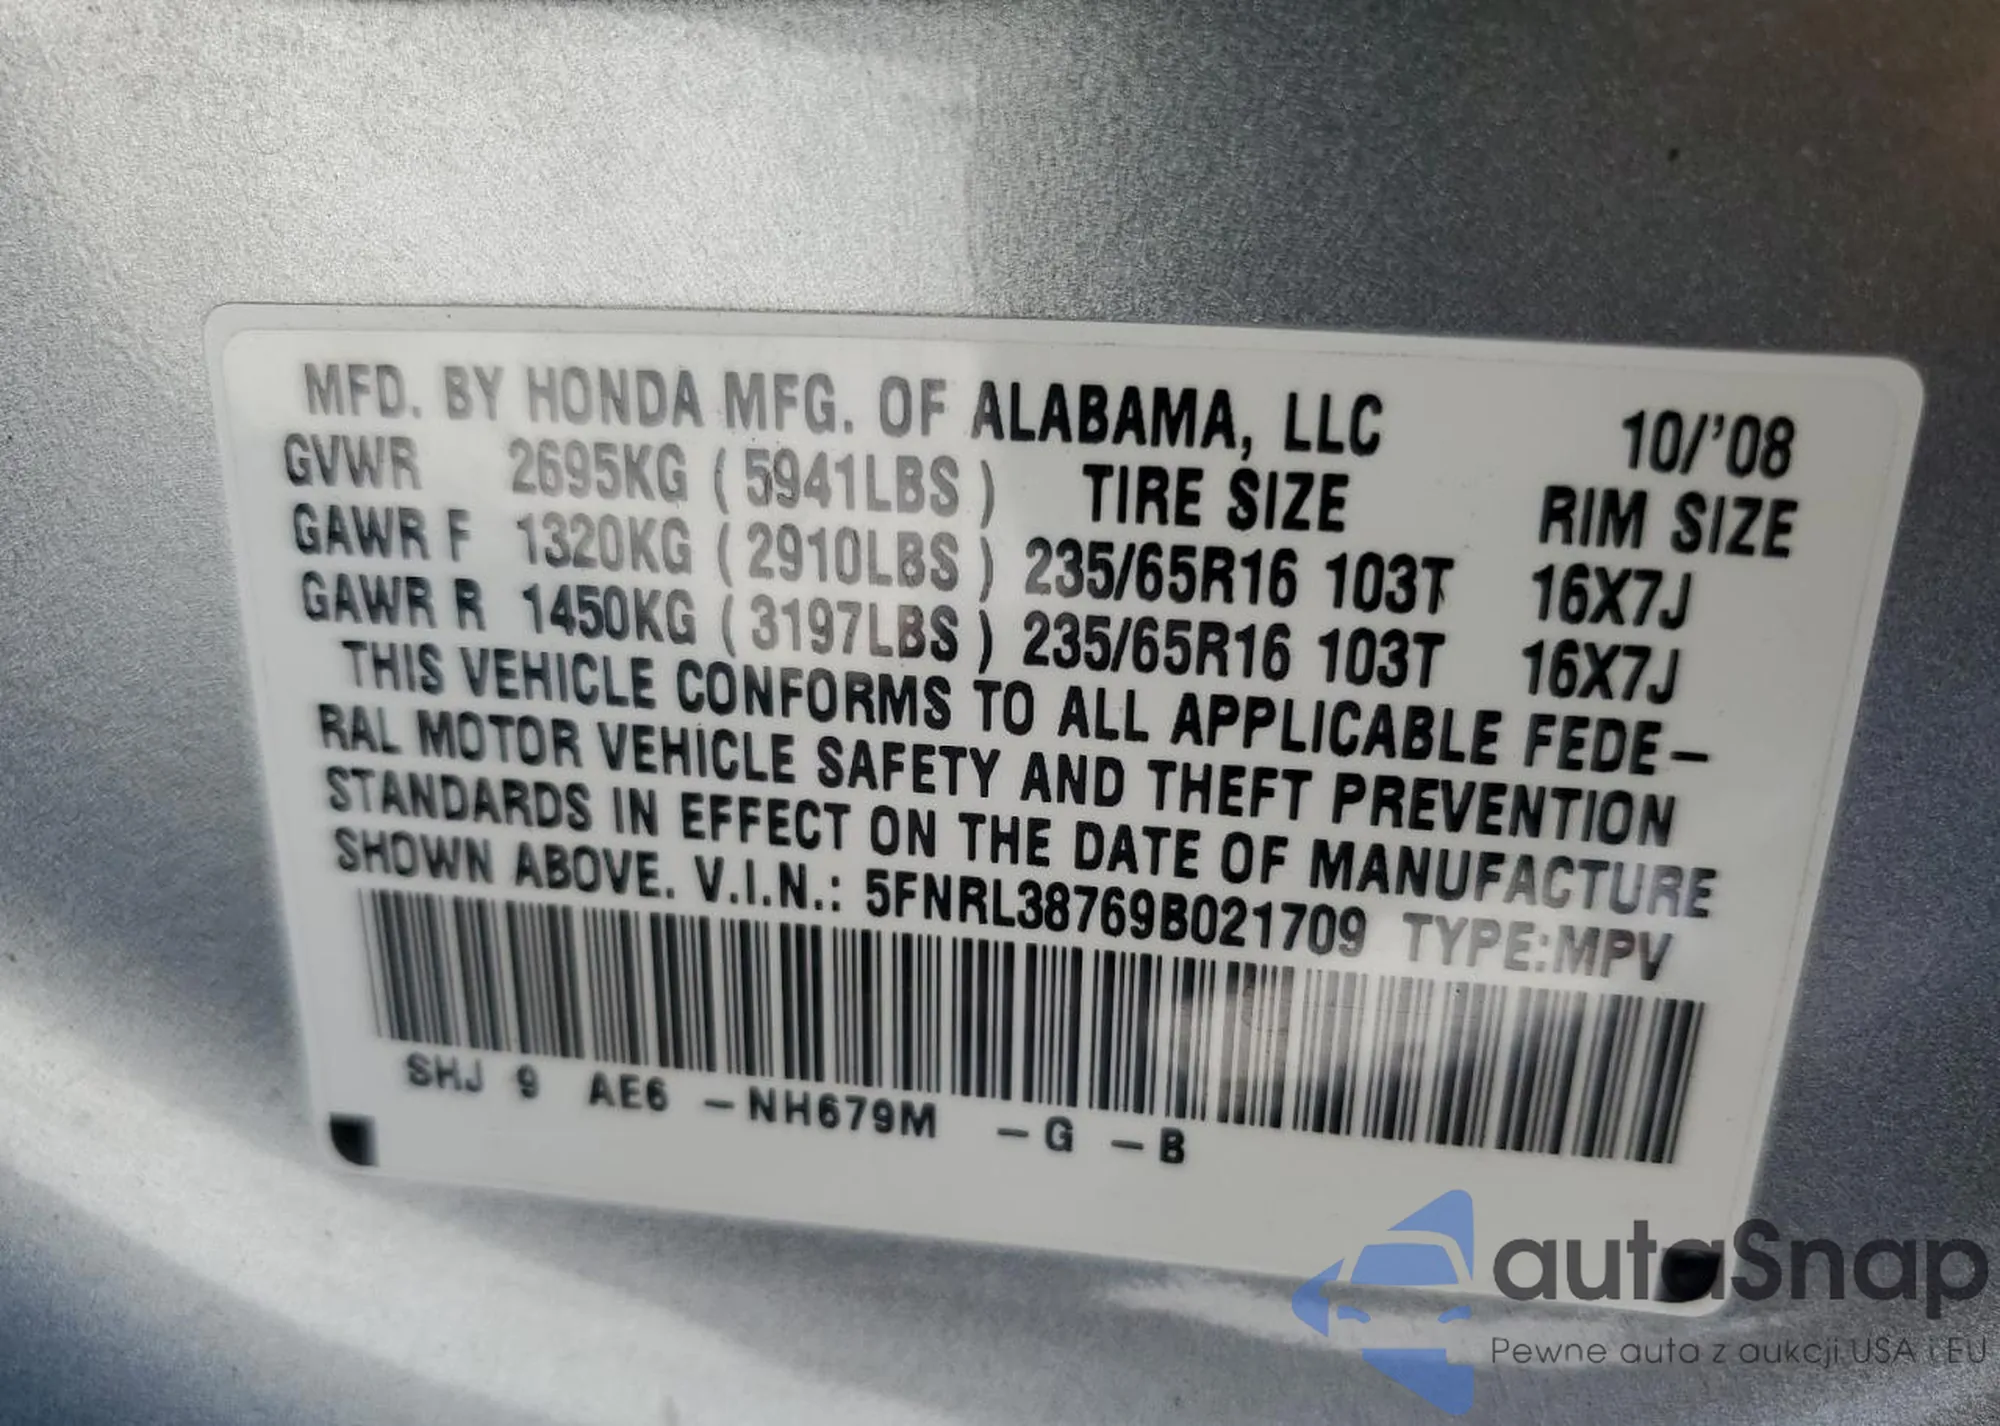 MFD. BY HONDA MFG. OF ALABAMA, LLC 10/'08
GVWR 2695KG ( 5941LBS ) TIRE SIZE RIM SIZE
GAWR F 1320KG ( 2910LBS ) 235/65R16 103T 16X7J
GAWR R 1450KG ( 3197LBS ) 235/65R16 103T 16X7J
THIS VEHICLE CONFORMS TO ALL APPLICABLE FEDE-
RAL MOTOR VEHICLE SAFETY AND THEFT PREVENTION
STANDARDS IN EFFECT ON THE DATE OF MANUFACTURE
SHOWN ABOVE. V.I.N.: 5FNRL38769B021709 TYPE:MPV
SHJ 9 AE6 -NH679M -G -B
autaSnap
Pewne auta z aukcji USA i EU